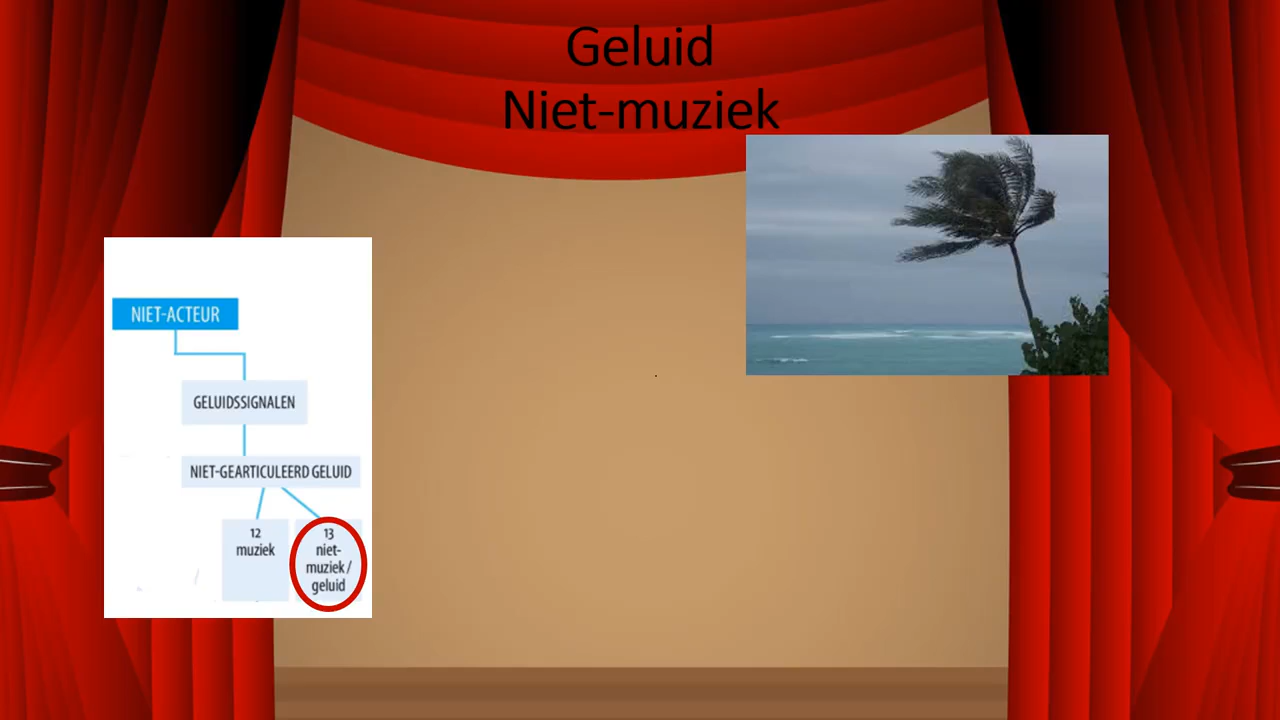 Geluid
Niet-muziek
NIET-ACTEUR
GELUIDSSIGNALEN
NIET-GEARTICULEERD GELUID
12
muziek
13
niet-
muziek /
geluid